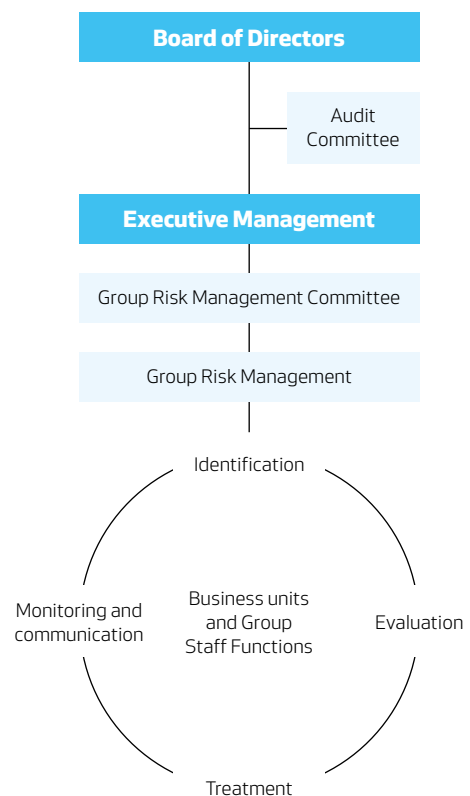 Board of Directors
Audit
Committee
Executive Management
Group Risk Management Committee
Group Risk Management
Identification
Monitoring and
communication
Business units
and Group
Staff Functions
Evaluation
Treatment